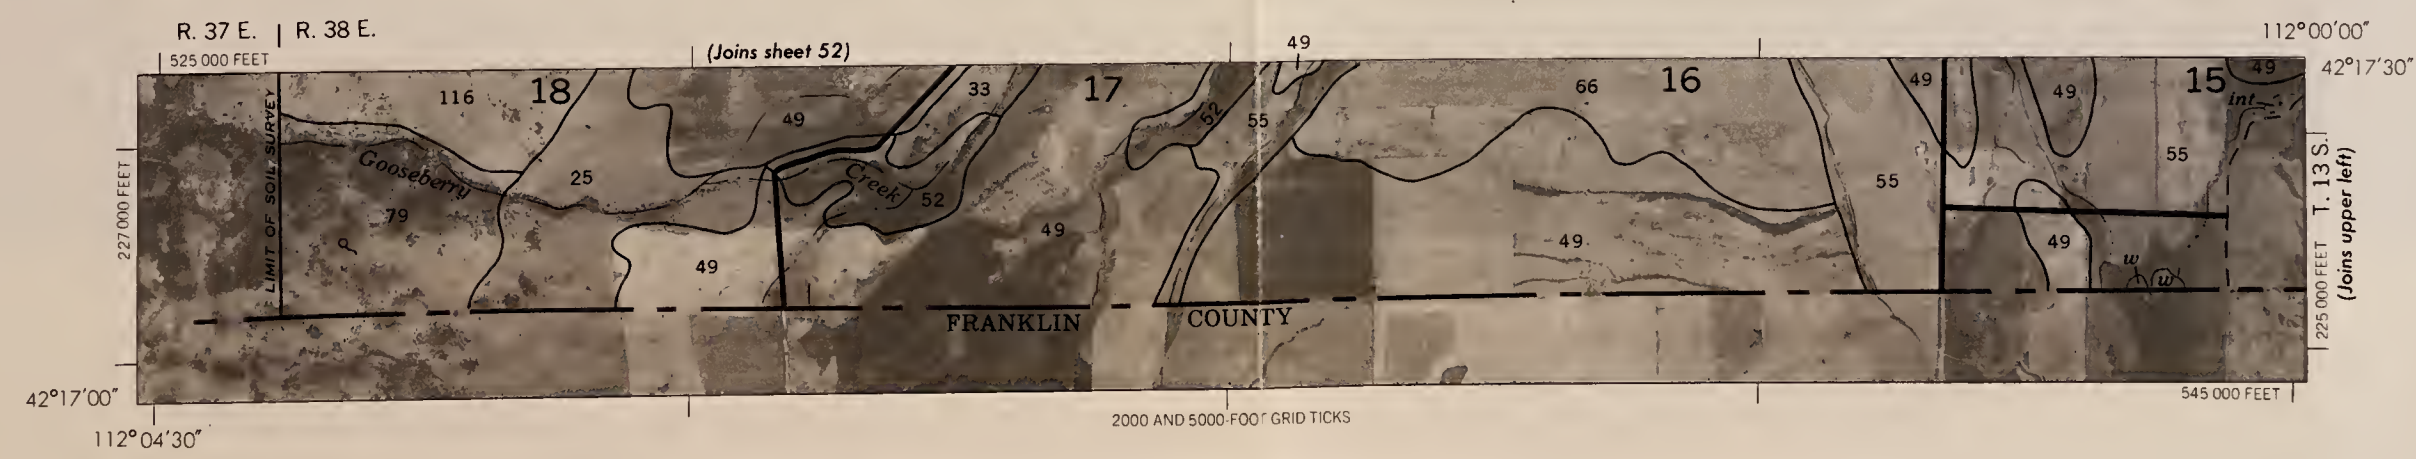 R. 37 E. | R. 38 E.
525 000 FEET
(Joins sheet 52)
49
112°00'00"
42°17'30"
116
18
49
33
17
52
55
66
16
49
49
15
49
int
LIMIT OF SOIL SURVEY
Gooseberry
Creek
79
25
52
49
49
49
55
55
49
w
w
227 000 FEET
T. 13 S.
225 000 FEET
(Joins upper left)
FRANKLIN COUNTY
42°17'00"
112°04'30"
2000 AND 5000-FOOT GRID TICKS
545 000 FEET